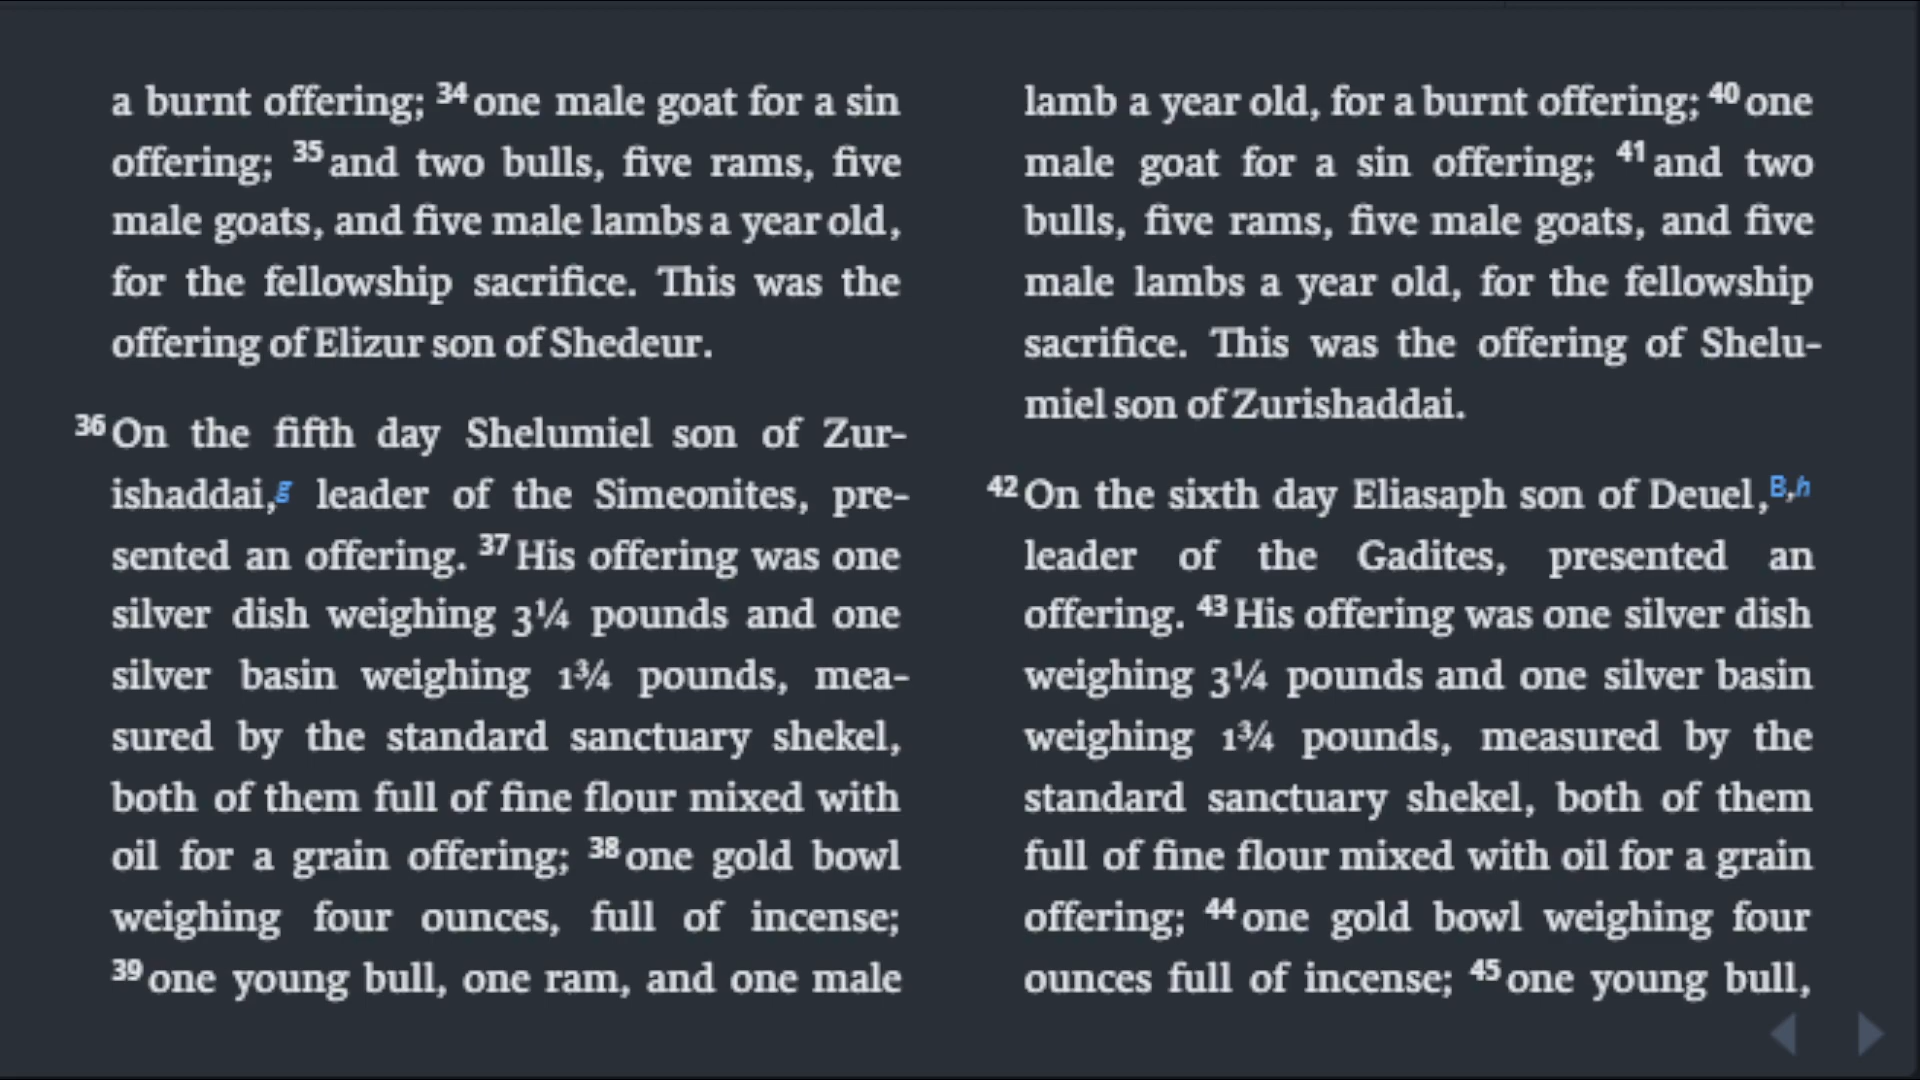 a burnt offering; 34 one male goat for a sin
offering; 35 and two bulls, five rams, five
male goats, and five male lambs a year old,
for the fellowship sacrifice. This was the
offering of Elizur son of Shedeur.
36 On the fifth day Shelumiel son of Zur-
ishaddai,g leader of the Simeonites, pre-
sented an offering. 37 His offering was one
silver dish weighing 3¼ pounds and one
silver basin weighing 1¾ pounds, mea-
sured by the standard sanctuary shekel,
both of them full of fine flour mixed with
oil for a grain offering; 38 one gold bowl
weighing four ounces, full of incense;
39 one young bull, one ram, and one male
lamb a year old, for a burnt offering; 40 one
male goat for a sin offering; 41 and two
bulls, five rams, five male goats, and five
male lambs a year old, for the fellowship
sacrifice. This was the offering of Shelu-
miel son of Zurishaddai.
42 On the sixth day Eliasaph son of Deuel,B,h
leader of the Gadites, presented an
offering. 43 His offering was one silver dish
weighing 3¼ pounds and one silver basin
weighing 1¾ pounds, measured by the
standard sanctuary shekel, both of them
full of fine flour mixed with oil for a grain
offering; 44 one gold bowl weighing four
ounces full of incense; 45 one young bull,